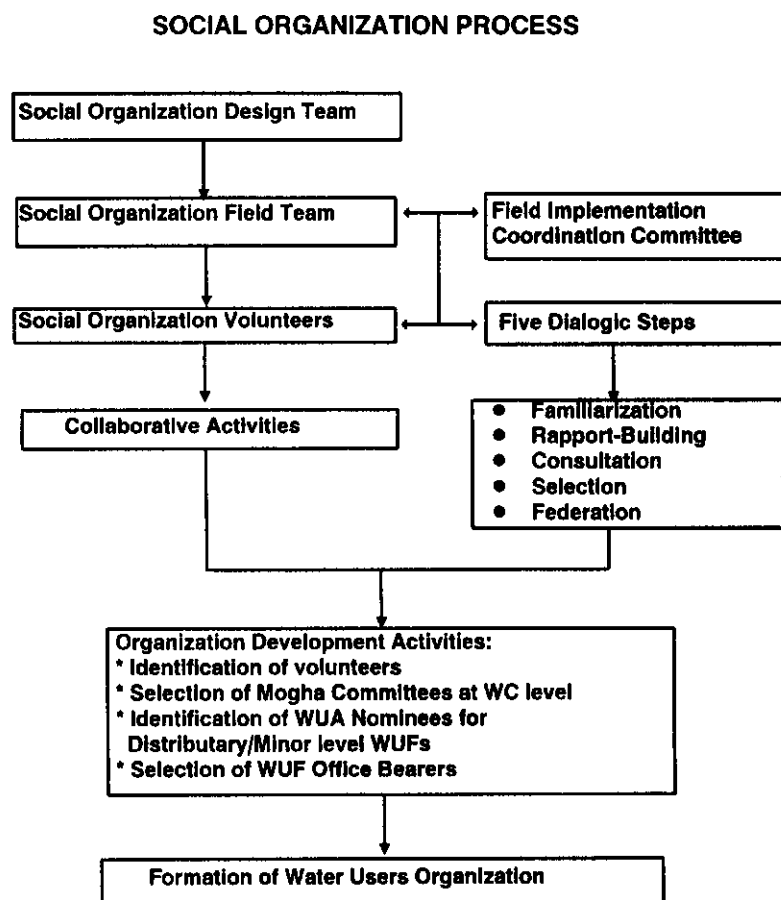 SOCIAL ORGANIZATION PROCESS
Social Organization Design Team
Social Organization Field Team
Field Implementation
Coordination Committee
Social Organization Volunteers
Five Dialogic Steps
Collaborative Activities
● Familiarization
● Rapport-Building
● Consultation
● Selection
● Federation
Organization Development Activities:
* Identification of volunteers
* Selection of Mogha Committees at WC level
* Identification of WUA Nominees for
Distributary/Minor level WUFs
* Selection of WUF Office Bearers
Formation of Water Users Organization